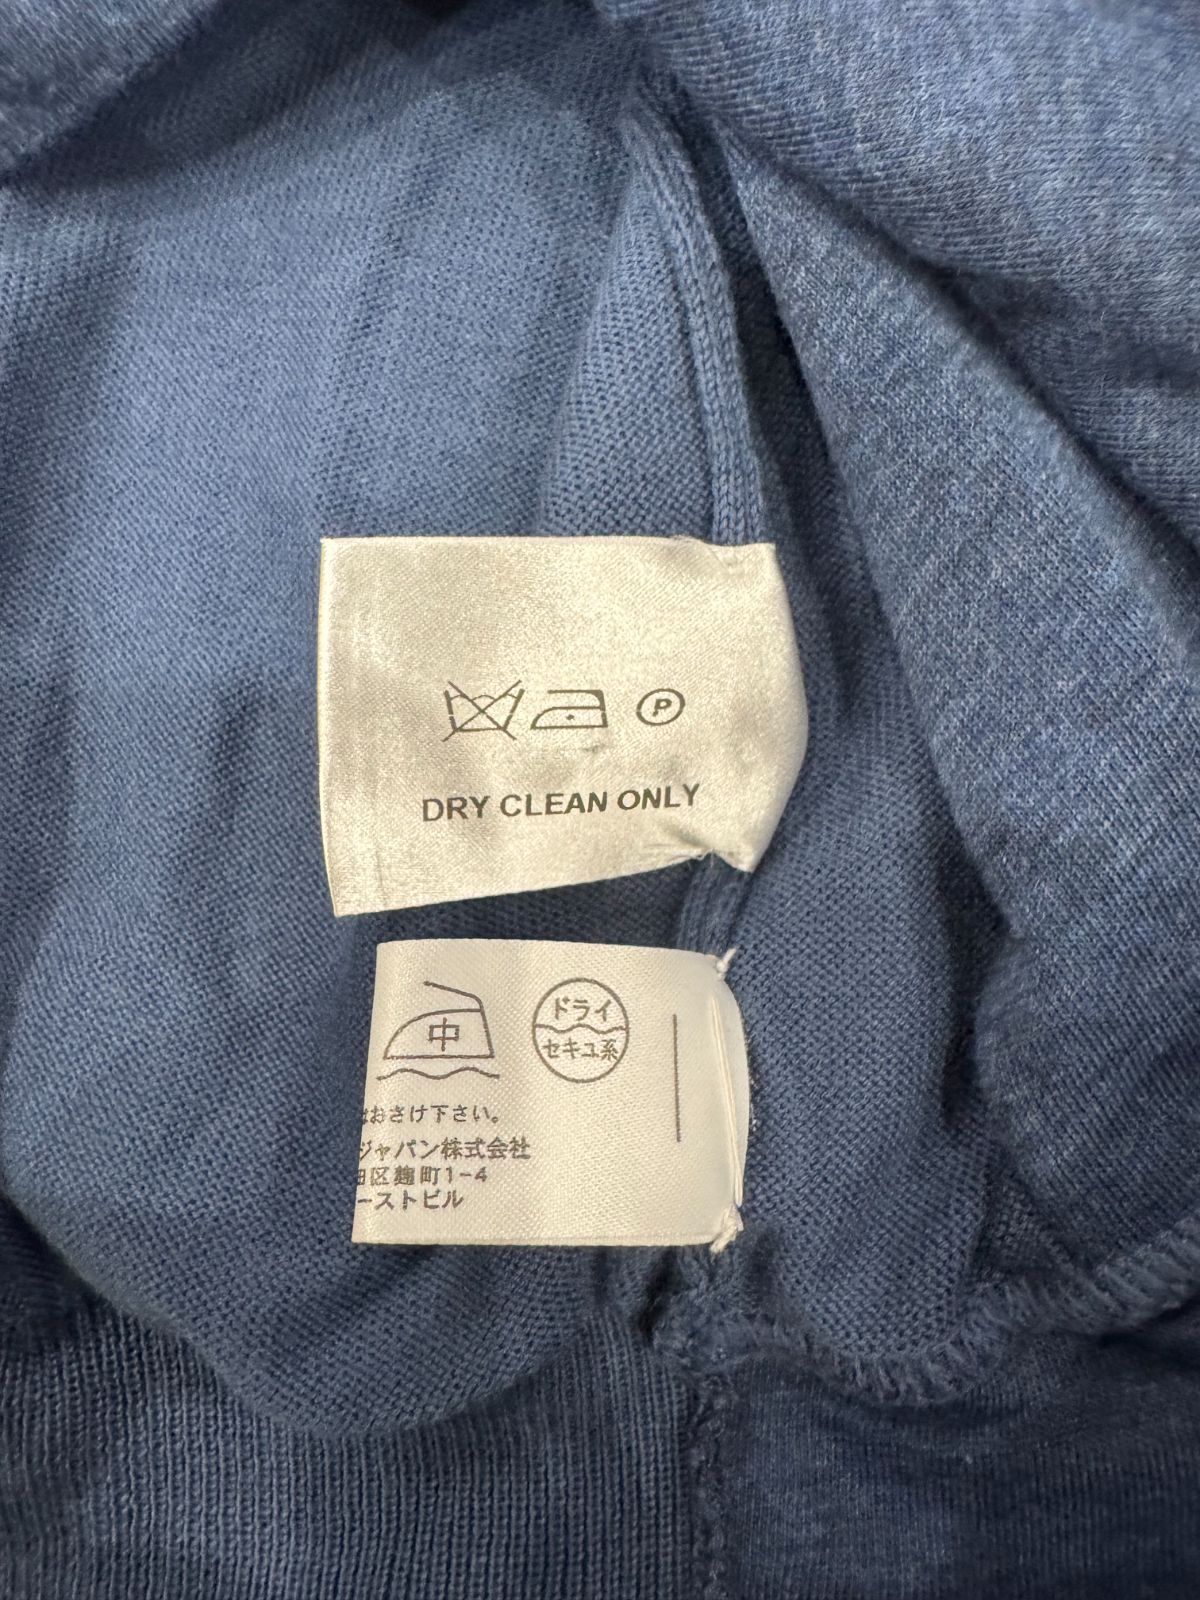 P
DRY CLEAN ONLY
中
ドライ
セキユ系
はおさけ下さい。
ジャパン株式会社
田区麹町1-4
ーストビル